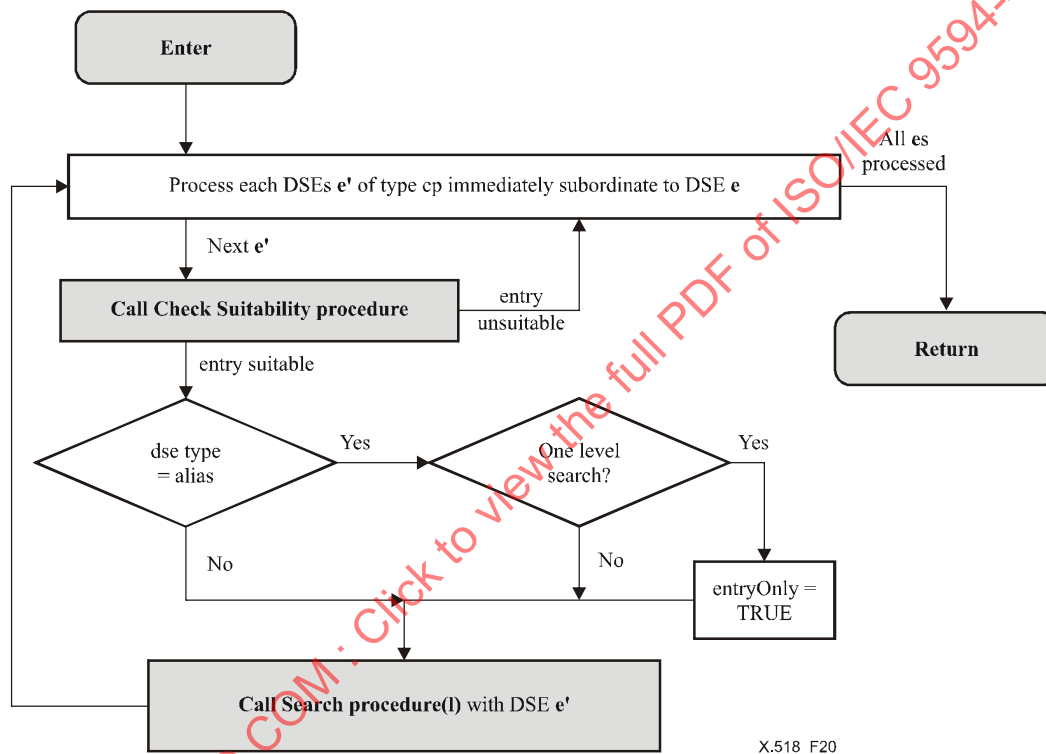 Enter
All es
processed
Process each DSEs e' of type cp immediately subordinate to DSE e
Next e'
Call Check Suitability procedure
entry
unsuitable
Return
entry suitable
dse type
= alias
Yes
One level
search?
Yes
No
No
entryOnly =
TRUE
Call Search procedure(l) with DSE e'
X.518_F20
COM : Click to view the full PDF of ISO/IEC 9594-